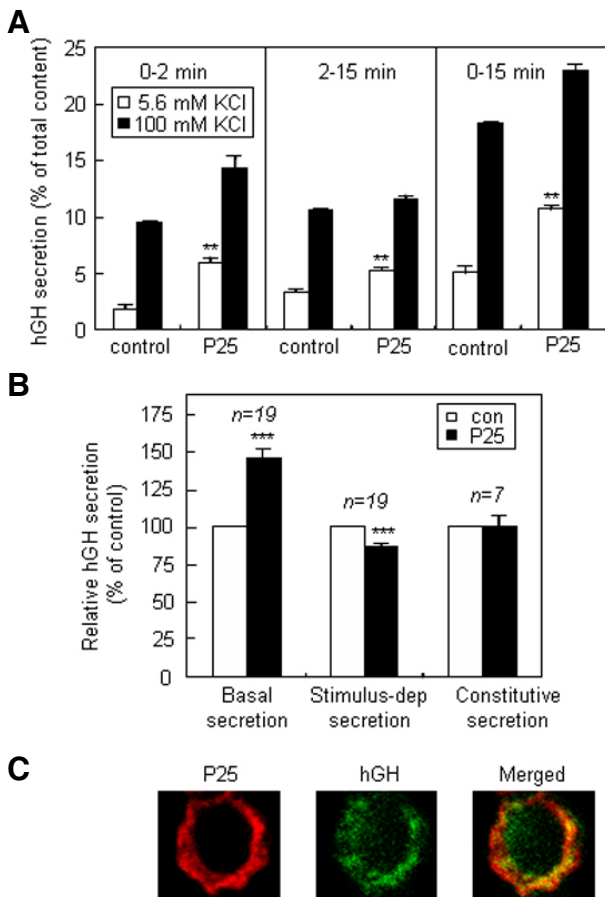 A
hGH secretion (% of total content)
25
20
15
10
5
0
0-2 min
2-15 min
0-15 min
5.6 mM KCl
100 mM KCl
**
**
**
control
P25
control
P25
control
P25
B
Relative hGH secretion
(% of control)
175
150
125
100
75
50
25
0
n=19
***
n=19
***
n=7
con
P25
Basal
secretion
Stimulus-dep
secretion
Constitutive
secretion
C
P25
hGH
Merged